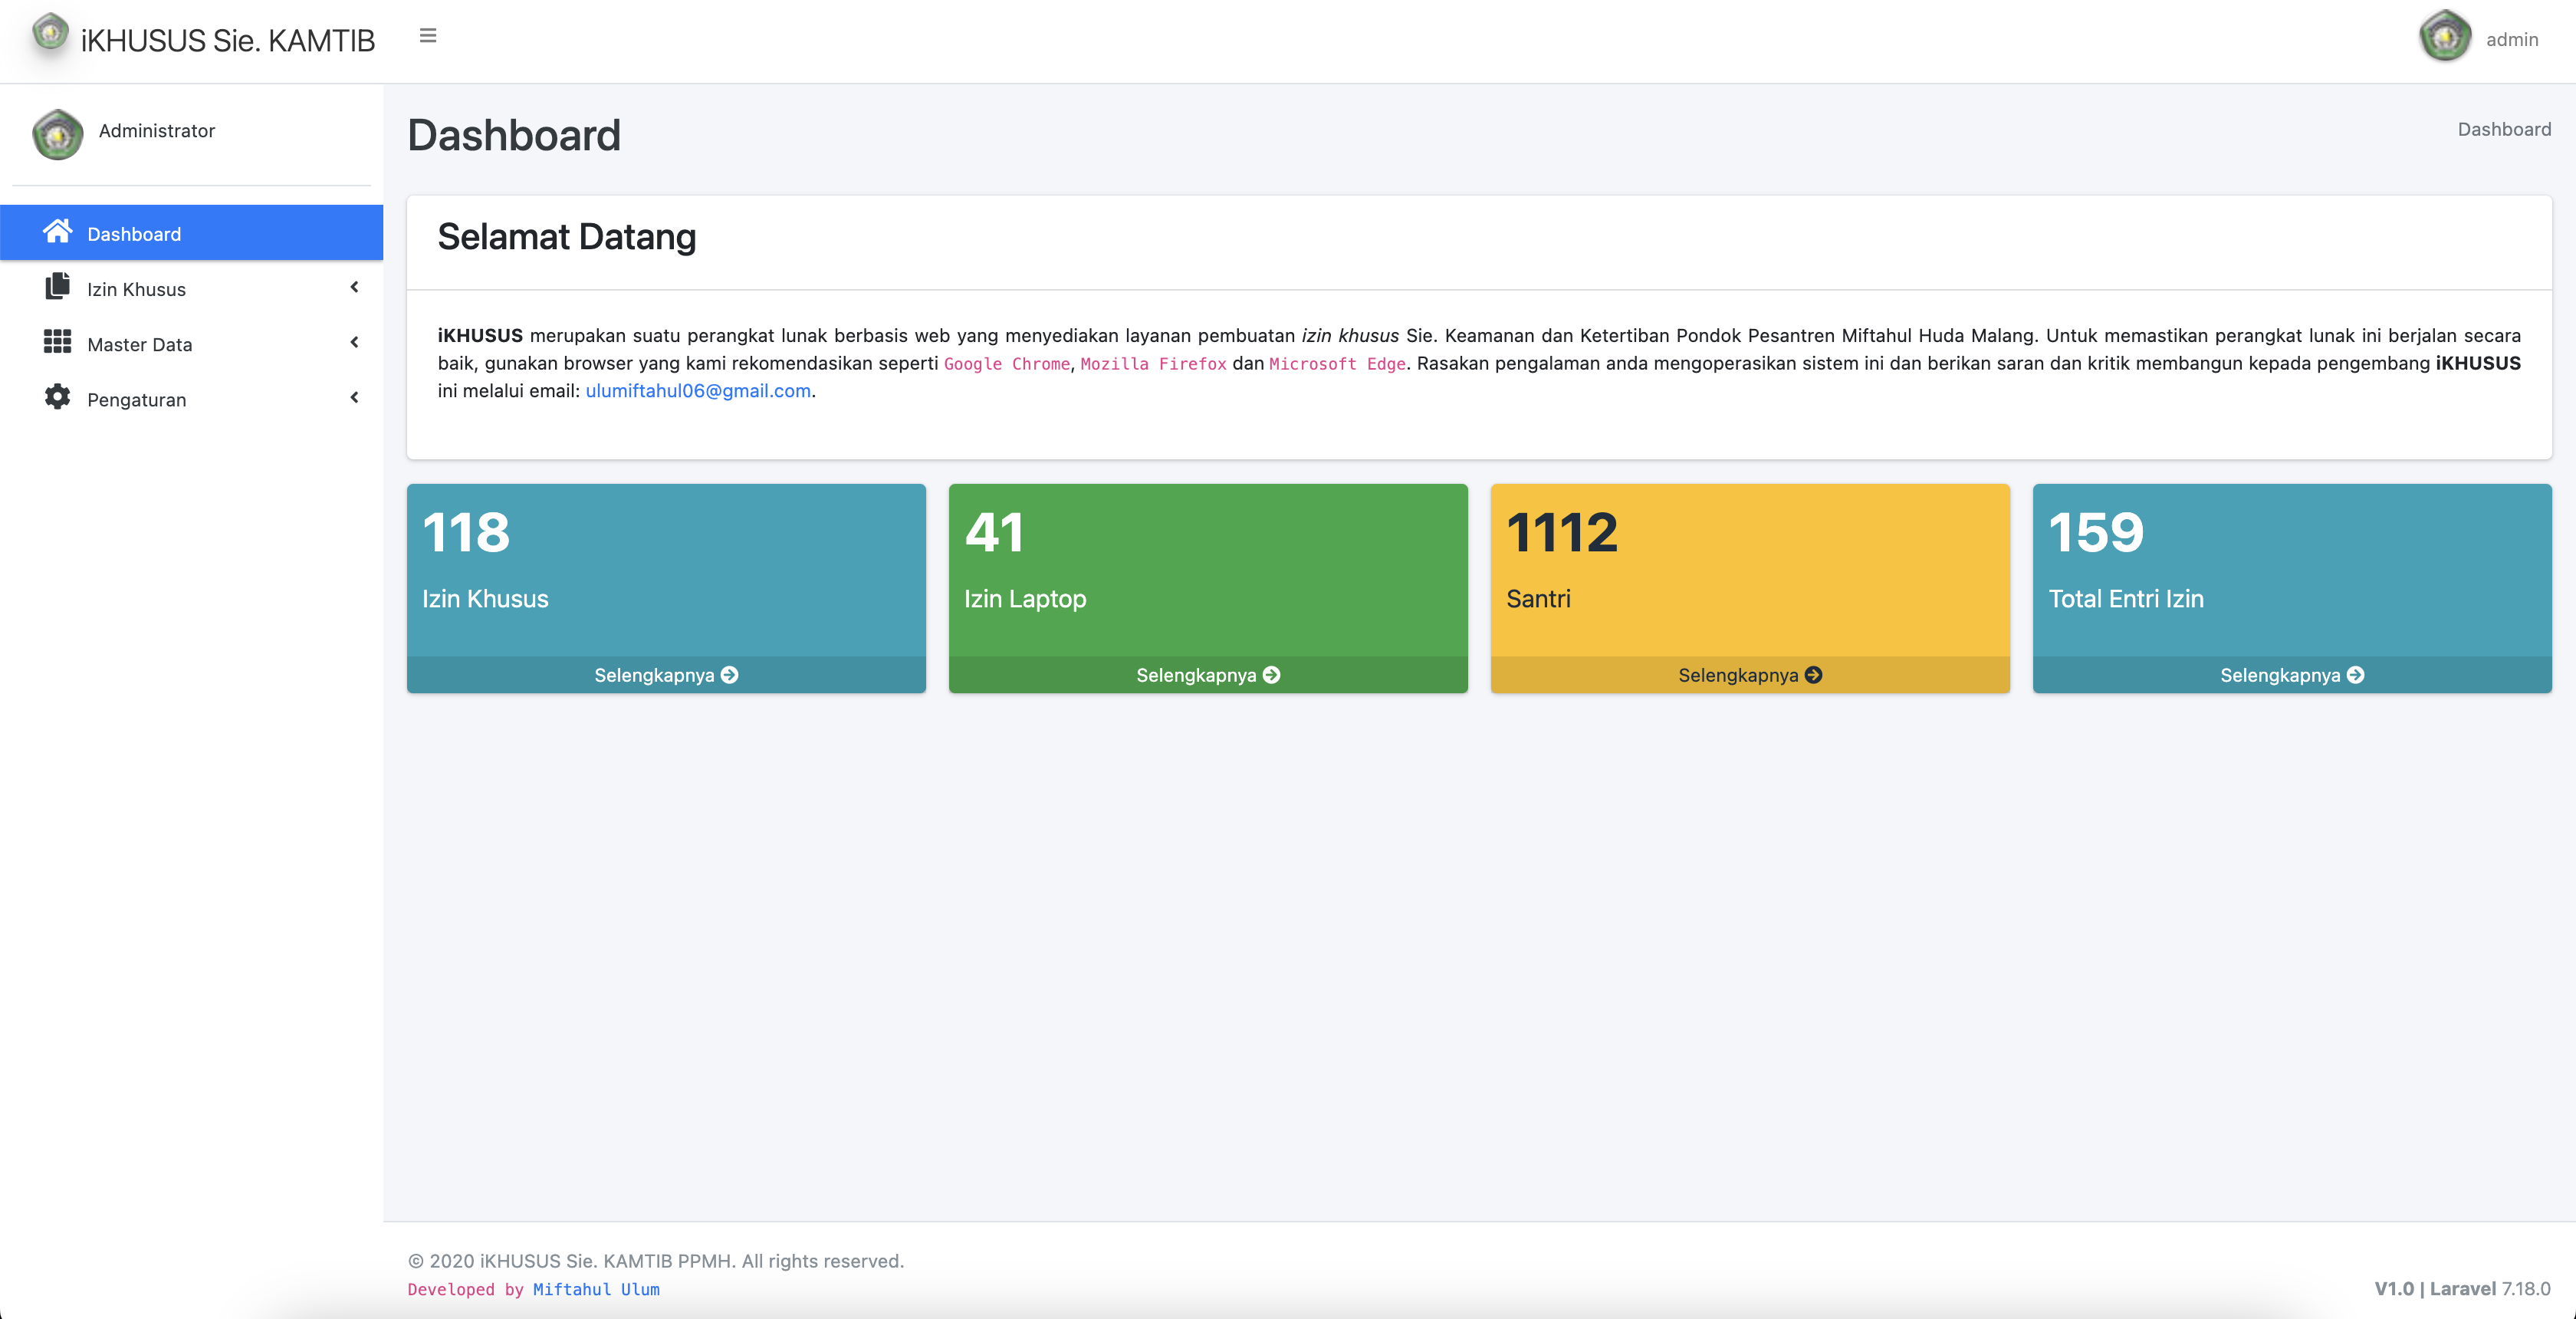 iKHUSUS Sie. KAMTIB
admin
Administrator
Dashboard
Izin Khusus
Master Data
Pengaturan
Dashboard
Dashboard
Selamat Datang
iKHUSUS merupakan suatu perangkat lunak berbasis web yang menyediakan layanan pembuatan izin khusus Sie. Keamanan dan Ketertiban Pondok Pesantren Miftahul Huda Malang. Untuk memastikan perangkat lunak ini berjalan secara
baik, gunakan browser yang kami rekomendasikan seperti Google Chrome, Mozilla Firefox dan Microsoft Edge. Rasakan pengalaman anda mengoperasikan sistem ini dan berikan saran dan kritik membangun kepada pengembang iKHUSUS
ini melalui email: ulumiftahul06@gmail.com.
118
Izin Khusus
Selengkapnya
41
Izin Laptop
Selengkapnya
1112
Santri
Selengkapnya
159
Total Entri Izin
Selengkapnya
© 2020 iKHUSUS Sie. KAMTIB PPMH. All rights reserved.
Developed by Miftahul Ulum
V1.0 | Laravel 7.18.0